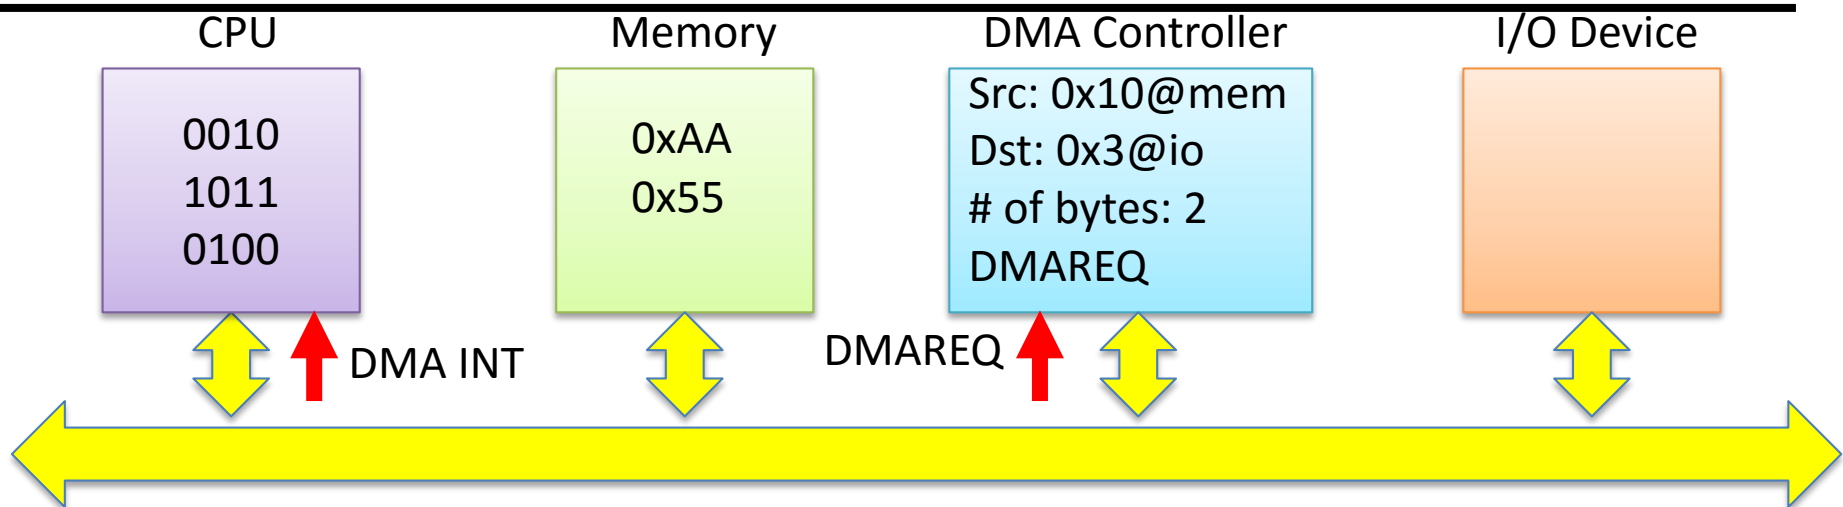 CPU
Memory
DMA Controller
I/O Device
0010
1011
0100
0xAA
0x55
Src: 0x10@mem
Dst: 0x3@io
# of bytes: 2
DMAREQ
DMA INT
DMAREQ